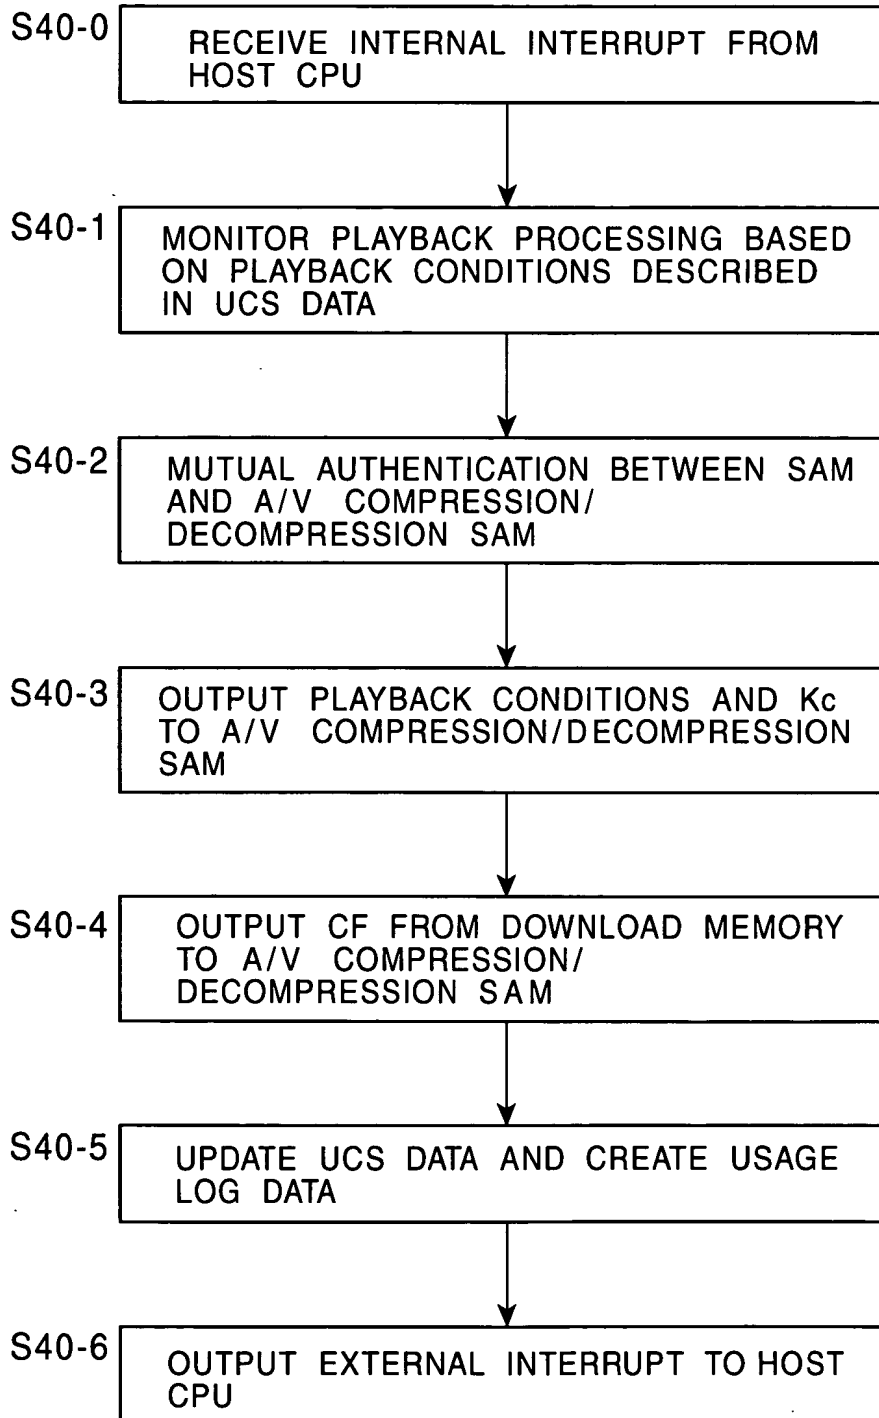 S40-0
RECEIVE INTERNAL INTERRUPT FROM
HOST CPU
S40-1
MONITOR PLAYBACK PROCESSING BASED
ON PLAYBACK CONDITIONS DESCRIBED
IN UCS DATA
S40-2
MUTUAL AUTHENTICATION BETWEEN SAM
AND A/V COMPRESSION/
DECOMPRESSION SAM
S40-3
OUTPUT PLAYBACK CONDITIONS AND Kc
TO A/V COMPRESSION/DECOMPRESSION
SAM
S40-4
OUTPUT CF FROM DOWNLOAD MEMORY
TO A/V COMPRESSION/
DECOMPRESSION SAM
S40-5
UPDATE UCS DATA AND CREATE USAGE
LOG DATA
S40-6
OUTPUT EXTERNAL INTERRUPT TO HOST
CPU